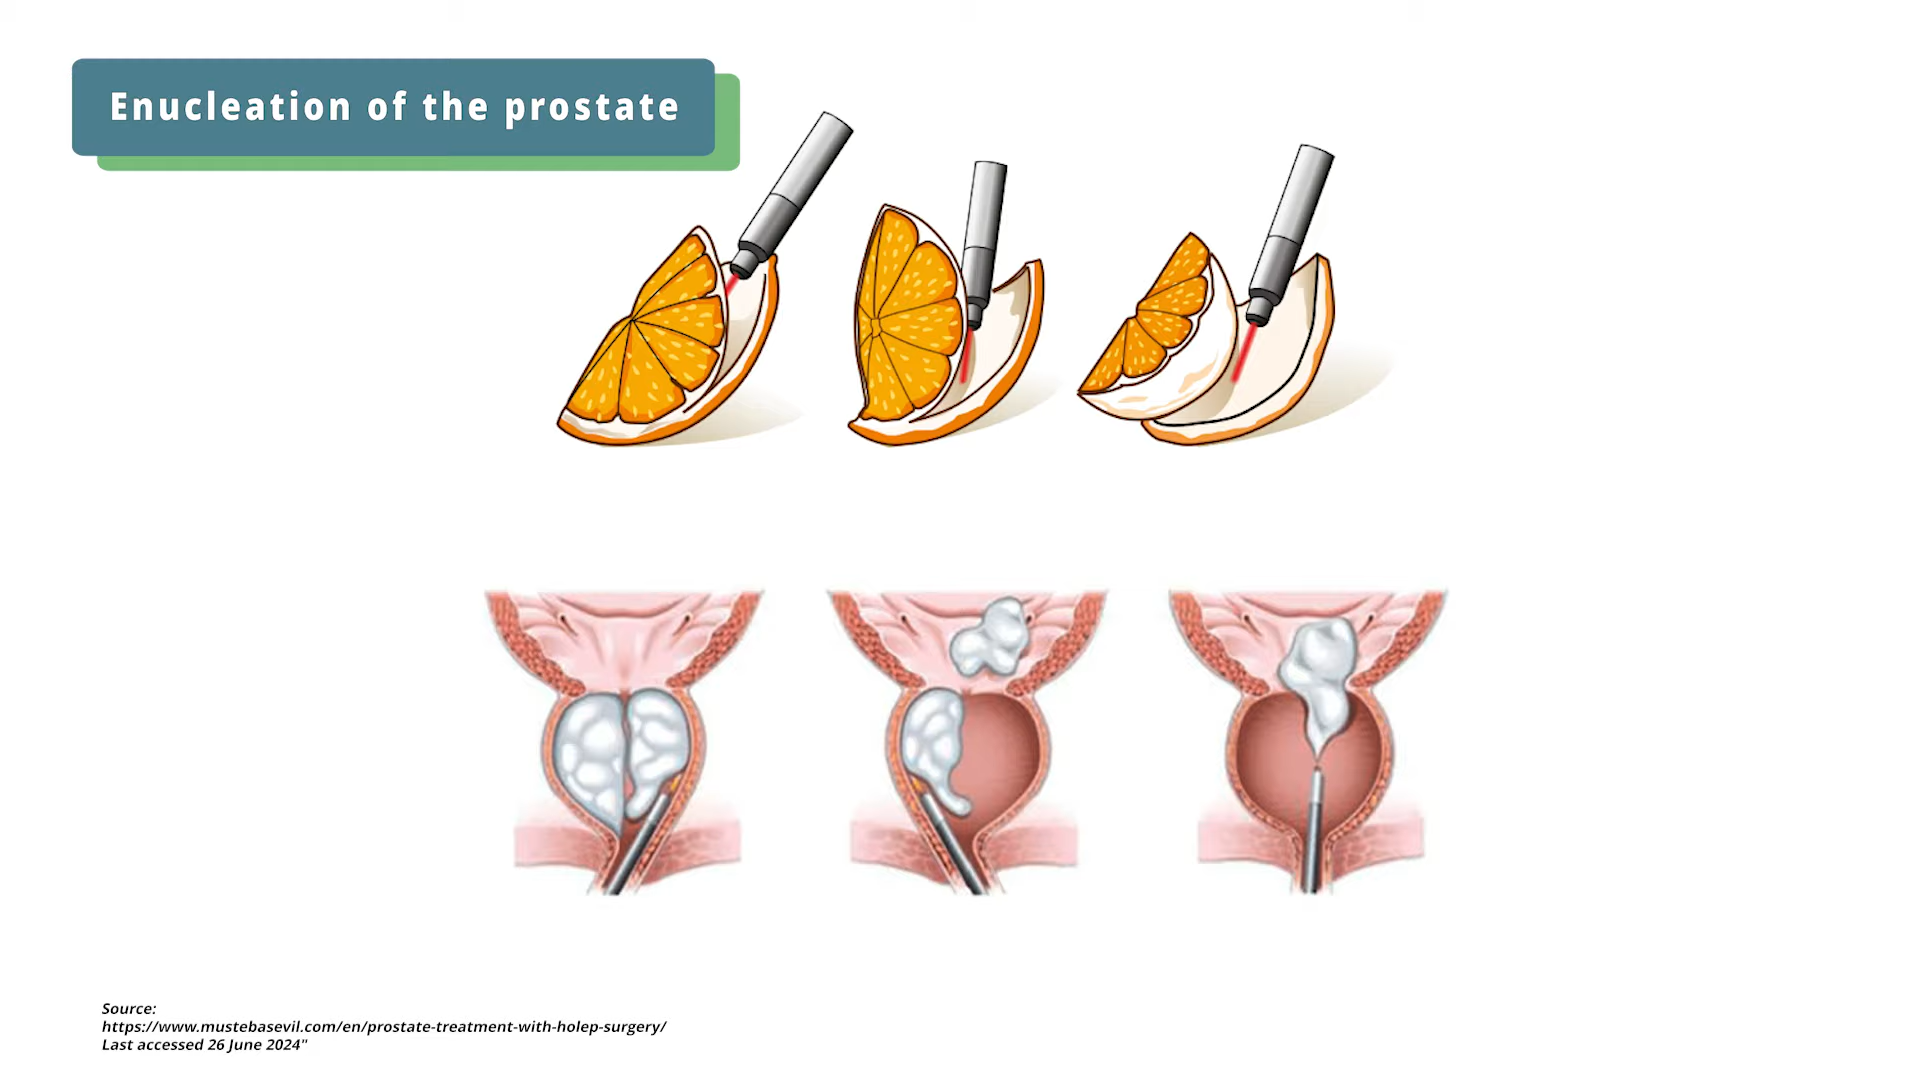 Enucleation of the prostate
Source:
https://www.mustebasevil.com/en/prostate-treatment-with-holep-surgery/
Last accessed 26 June 2024"